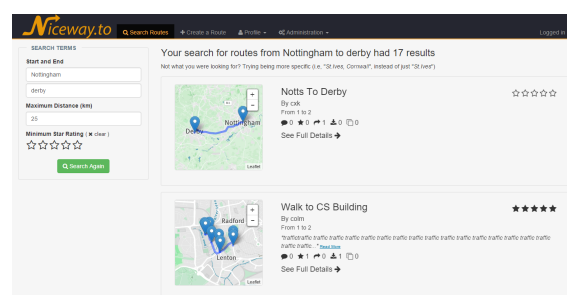 Niceway.to
Search Routes
Create a Route
Profile
Administration
Logged in
SEARCH TERMS
Start and End
Nottingham
derby
Maximum Distance (km)
25
Minimum Star Rating ( x clear )
Search Again
Your search for routes from Nottingham to derby had 17 results
Not what you were looking for? Trying being more specific (i.e. "St.Ives, Cornwall", instead of just "St Ives")
+
-
Derby
Nottingham
Leaflet
Notts To Derby
By cxk
From 1 to 2
0 0 1 0 0
See Full Details
+
-
Radford
Lenton
Leaflet
Walk to CS Building
By colm
From 1 to 2
"traffictraffic traffic traffic traffic traffic traffic traffic traffic traffic traffic traffic traffic traffic traffic traffic traffic
traffic traffic... " Read More
0 1 0 1 0
See Full Details